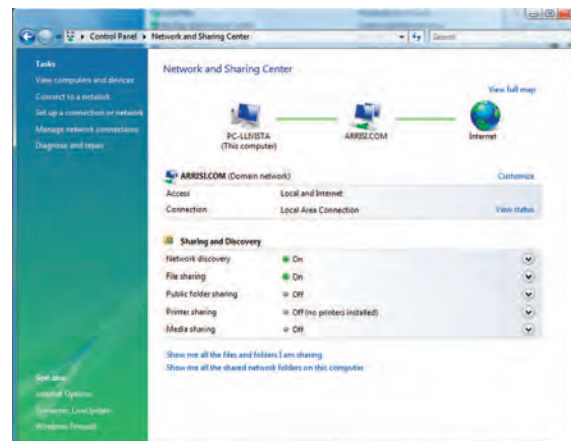 Control Panel ▸ Network and Sharing Center
Search
Tasks
View computers and devices
Connect to a network
Set up a connection or network
Manage network connections
Diagnose and repair
Network and Sharing Center
View full map
PC-LLIVISTA
(This computer)
ARRISI.COM
Internet
ARRISI.COM (Domain network)
Customize
Access
Local and Internet
Connection
Local Area Connection
View status
Sharing and Discovery
Network discovery
On
File sharing
On
Public folder sharing
Off
Printer sharing
Off (no printers installed)
Media sharing
Off
Show me all the files and folders I am sharing
Show me all the shared network folders on this computer
See also
Internet Options
Symantec LiveUpdate
Windows Firewall